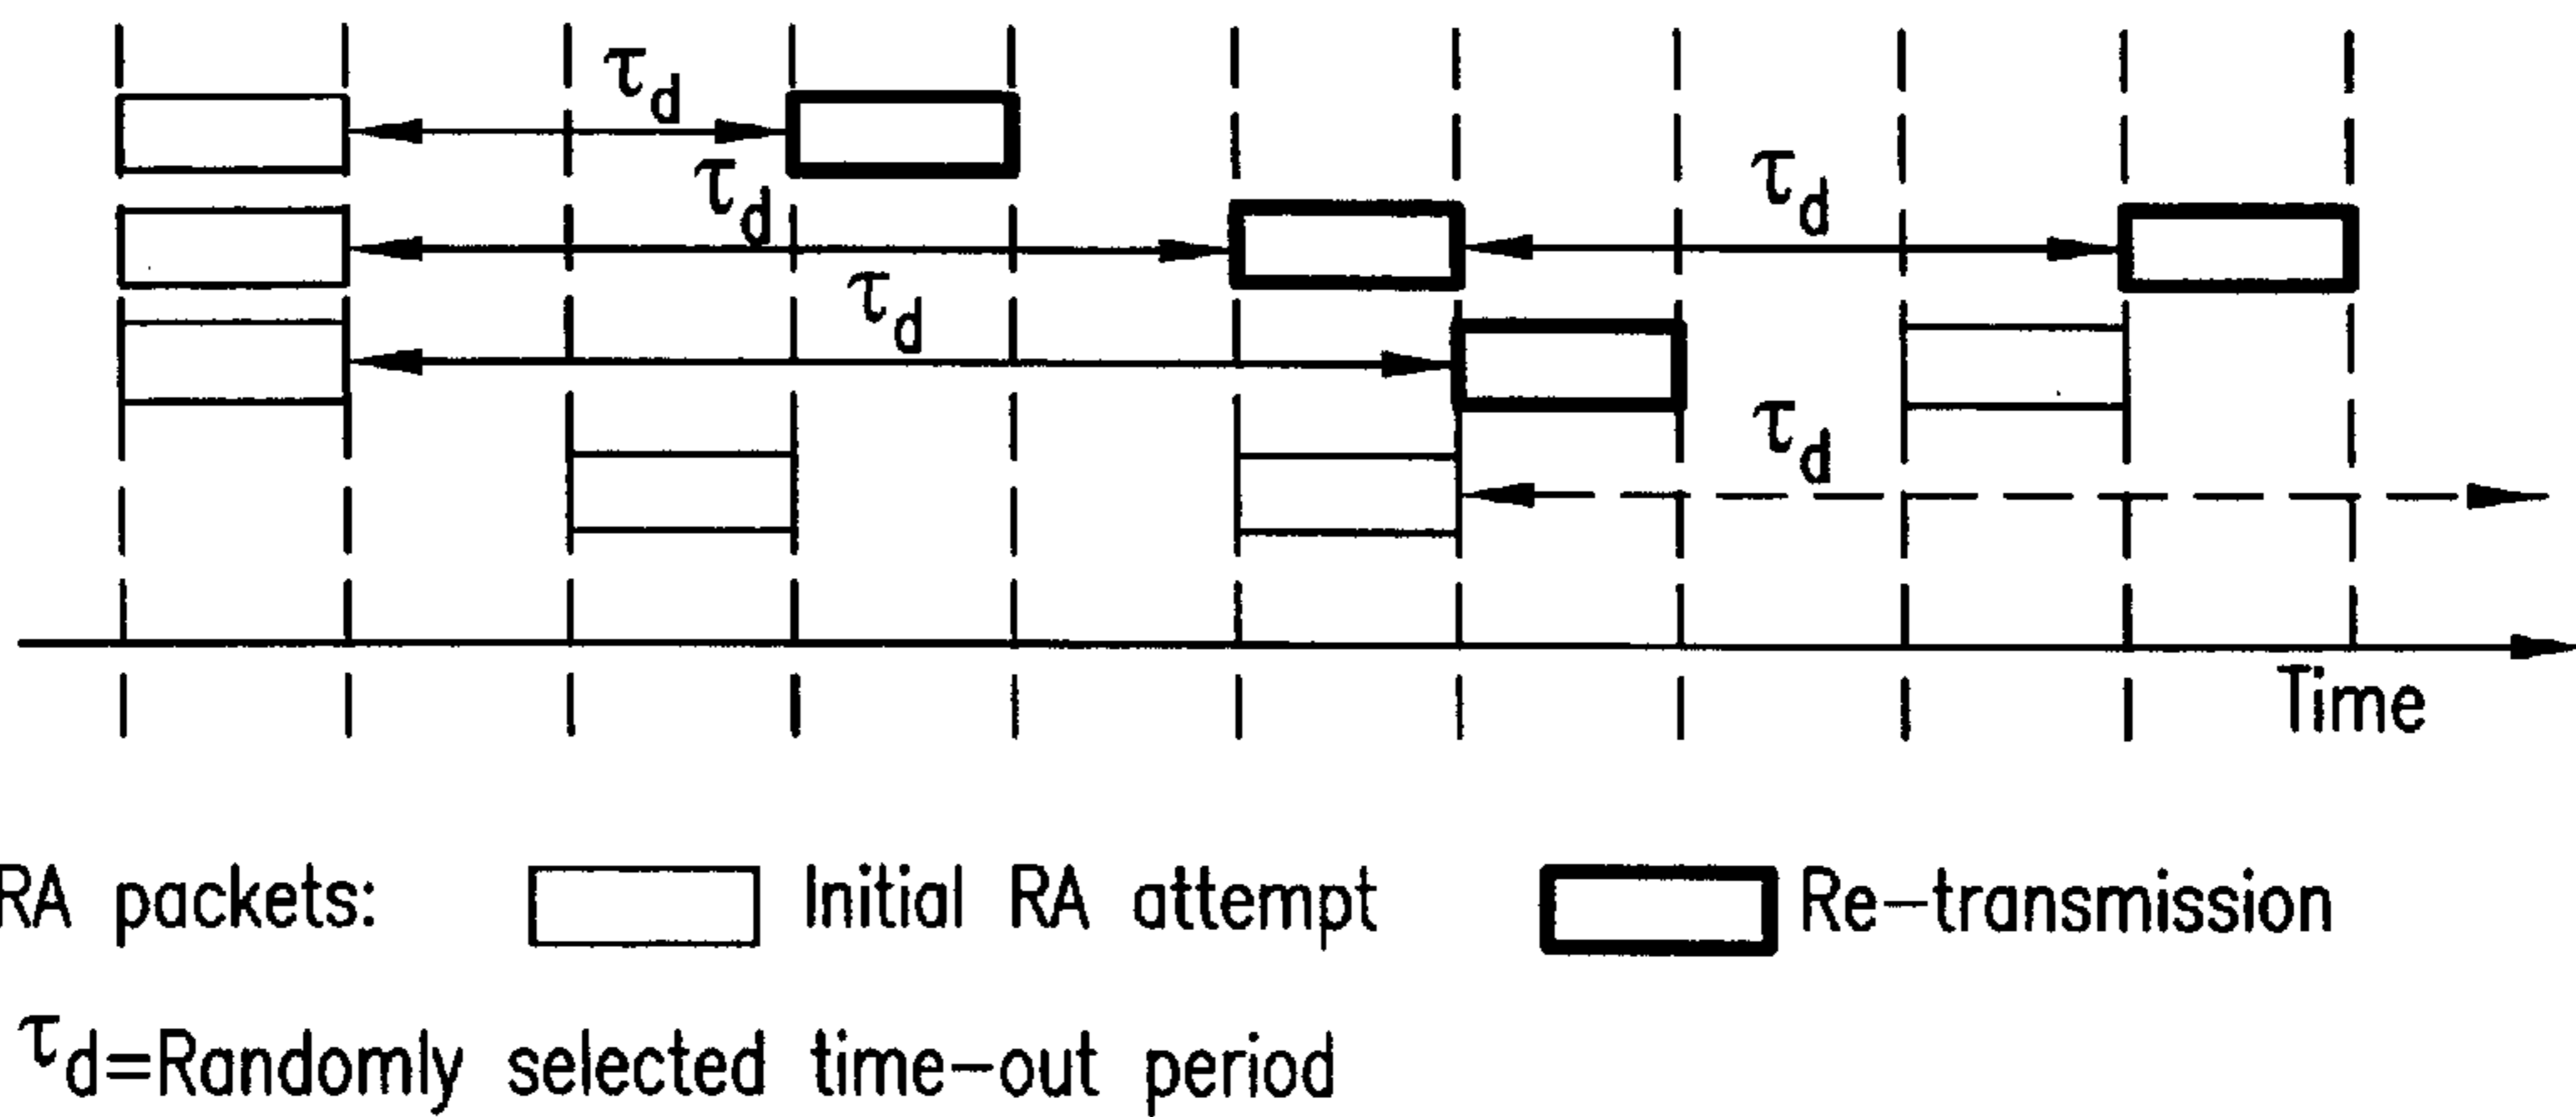 τd
τd
τd
τd
τd
Time
RA packets: Initial RA attempt Re-transmission
τd=Randomly selected time-out period